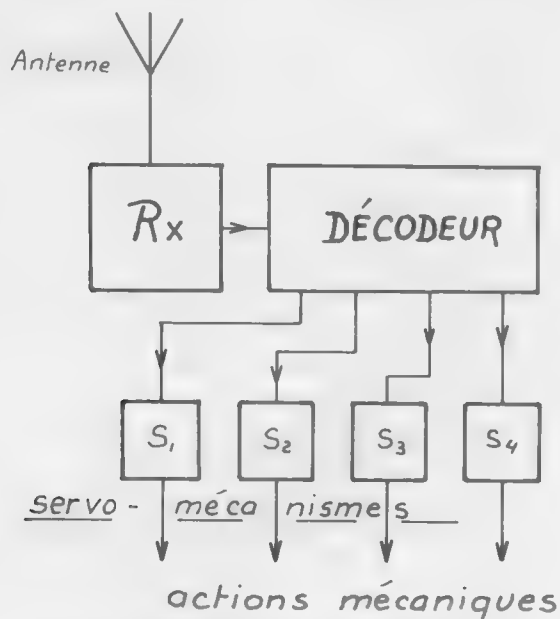 Antenne
Rx
DÉCODEUR
S1
S2
S3
S4
servo-mécanismes
actions mécaniques